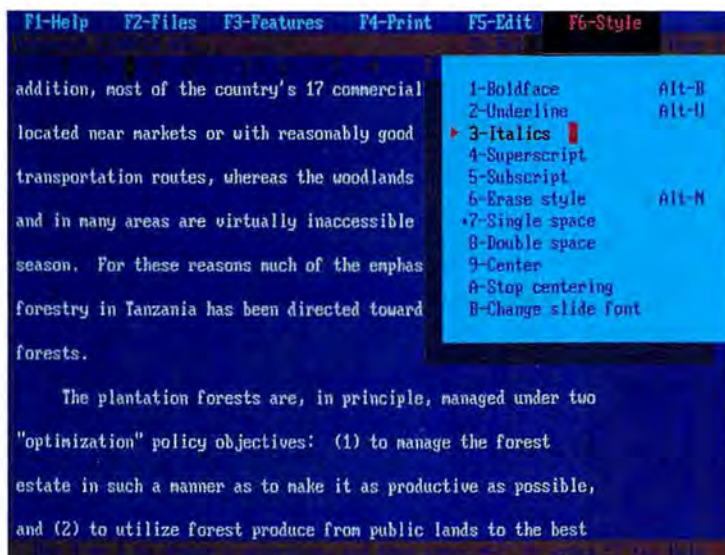 F1-Help F2-Files F3-Features F4-Print F5-Edit F6-Style
addition, most of the country's 17 commercial
located near markets or with reasonably good
transportation routes, whereas the woodlands
and in many areas are virtually inaccessible
season. For these reasons much of the emphas
forestry in Tanzania has been directed toward
forests.
1-Boldface Alt-B
2-Underline Alt-U
3-Italics
4-Superscript
5-Subscript
6-Erase style Alt-N
7-Single space
8-Double space
9-Center
A-Stop centering
B-Change slide font
The plantation forests are, in principle, managed under two
"optimization" policy objectives: (1) to manage the forest
estate in such a manner as to make it as productive as possible,
and (2) to utilize forest produce from public lands to the best